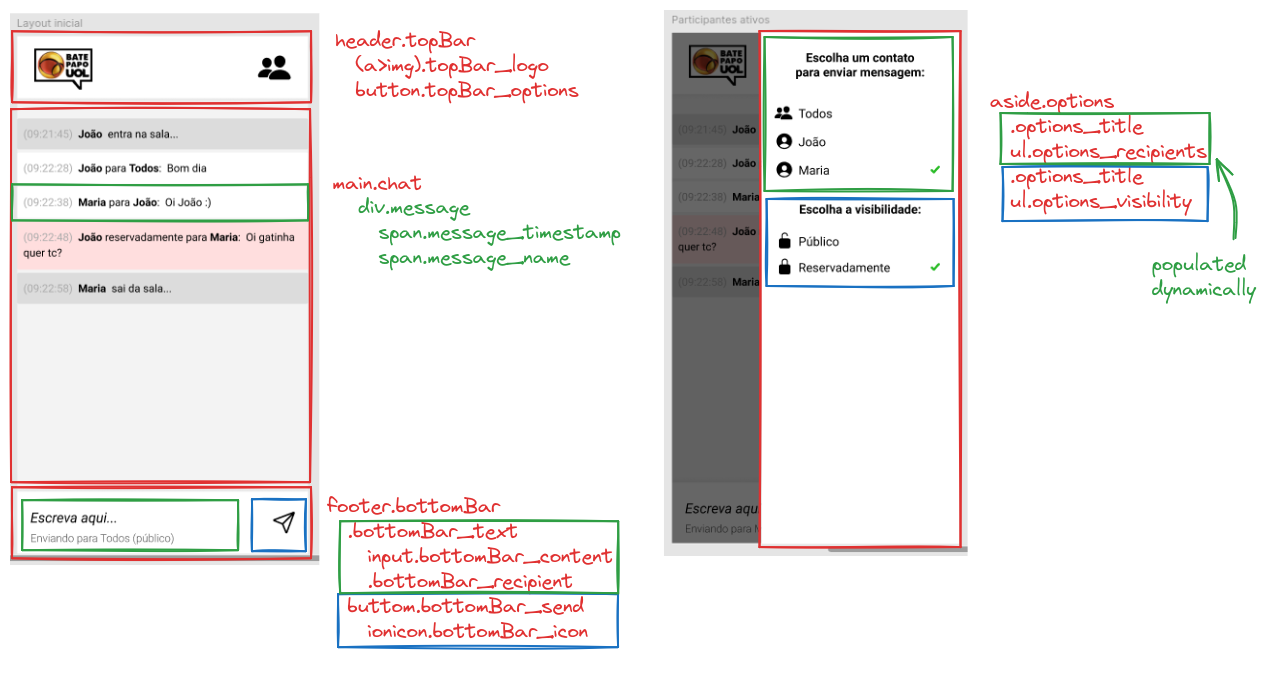 Layout inicial
BATE
PAPO
UOL
(09:21:45) João entra na sala...
(09:22:28) João para Todos: Bom dia
(09:22:38) Maria para João: Oi João :)
(09:22:48) João reservadamente para Maria: Oi gatinha
quer tc?
(09:22:58) Maria sai da sala...
Escreva aqui...
Enviando para Todos (público)
header.topBar
(a>img).topBar_logo
button.topBar_options
main.chat
div.message
span.message_timestamp
span.message_name
footer.bottomBar
.bottomBar_text
input.bottomBar_content
.bottomBar_recipient
buttom.bottomBar_send
ionicon.bottomBar_icon
Participantes ativos
BATE
PAPO
UOL
(09:21:45) João
(09:22:28) João
(09:22:38) Maria
(09:22:48) João
quer tc?
(09:22:58) Maria
Escreva aqu
Enviando para
Escolha um contato
para enviar mensagem:
Todos
João
Maria
Escolha a visibilidade:
Público
Reservadamente
aside.options
.options_title
ul.options_recipients
.options_title
ul.options_visibility
populated
dynamically